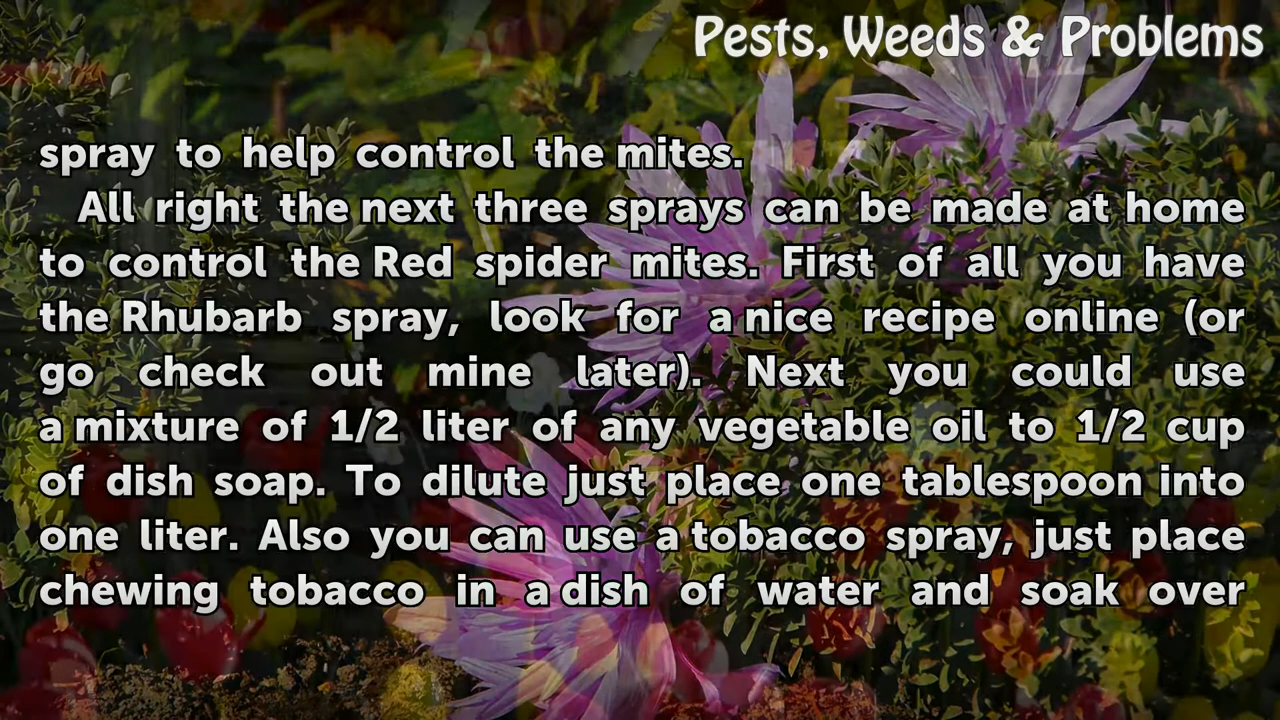 Pests, Weeds & Problems
spray to help control the mites.
All right the next three sprays can be made at home
to control the Red spider mites. First of all you have
the Rhubarb spray, look for a nice recipe online (or
go check out mine later). Next you could use
a mixture of 1/2 liter of any vegetable oil to 1/2 cup
of dish soap. To dilute just place one tablespoon into
one liter. Also you can use a tobacco spray, just place
chewing tobacco in a dish of water and soak over